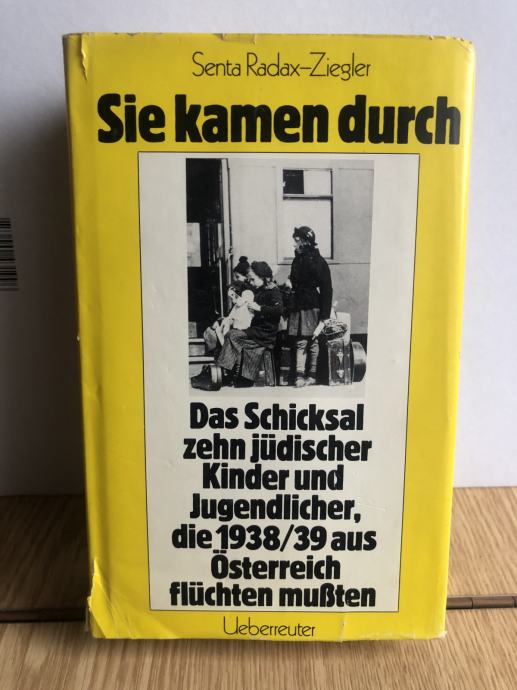 Senta Radax-Ziegler
Sie kamen durch
Das Schicksal
zehn jüdischer
Kinder und
Jugendlicher,
die 1938/39 aus
Österreich
flüchten mußten
Ueberreuter